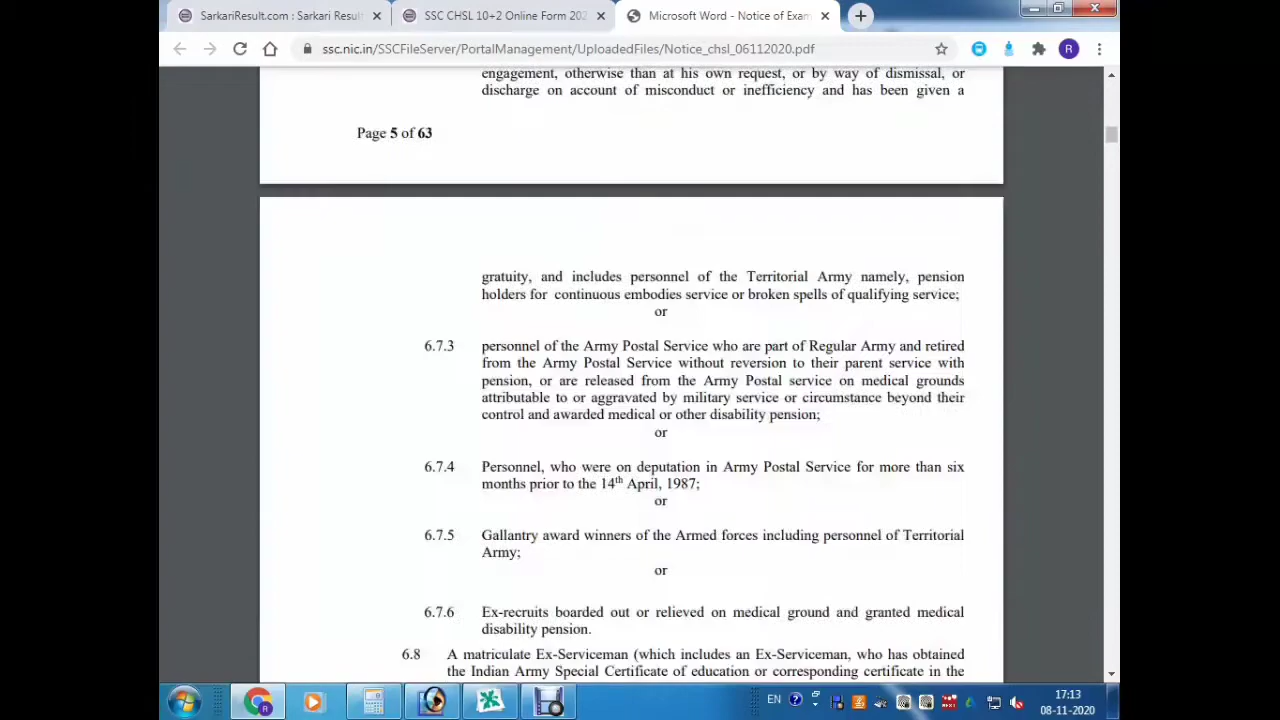 SarkariResult.com : Sarkari Resul
SSC CHSL 10+2 Online Form 202
Microsoft Word - Notice of Exam
ssc.nic.in/SSCFileServer/PortalManagement/UploadedFiles/Notice_chsl_06112020.pdf
R
engagement, otherwise than at his own request, or by way of dismissal, or
discharge on account of misconduct or inefficiency and has been given a
Page 5 of 63
gratuity, and includes personnel of the Territorial Army namely, pension
holders for continuous embodies service or broken spells of qualifying service;
or
6.7.3 personnel of the Army Postal Service who are part of Regular Army and retired
from the Army Postal Service without reversion to their parent service with
pension, or are released from the Army Postal service on medical grounds
attributable to or aggravated by military service or circumstance beyond their
control and awarded medical or other disability pension;
or
6.7.4 Personnel, who were on deputation in Army Postal Service for more than six
months prior to the 14th April, 1987;
or
6.7.5 Gallantry award winners of the Armed forces including personnel of Territorial
Army;
or
6.7.6 Ex-recruits boarded out or relieved on medical ground and granted medical
disability pension.
6.8 A matriculate Ex-Serviceman (which includes an Ex-Serviceman, who has obtained
the Indian Army Special Certificate of education or corresponding certificate in the
EN
17:13
08-11-2020